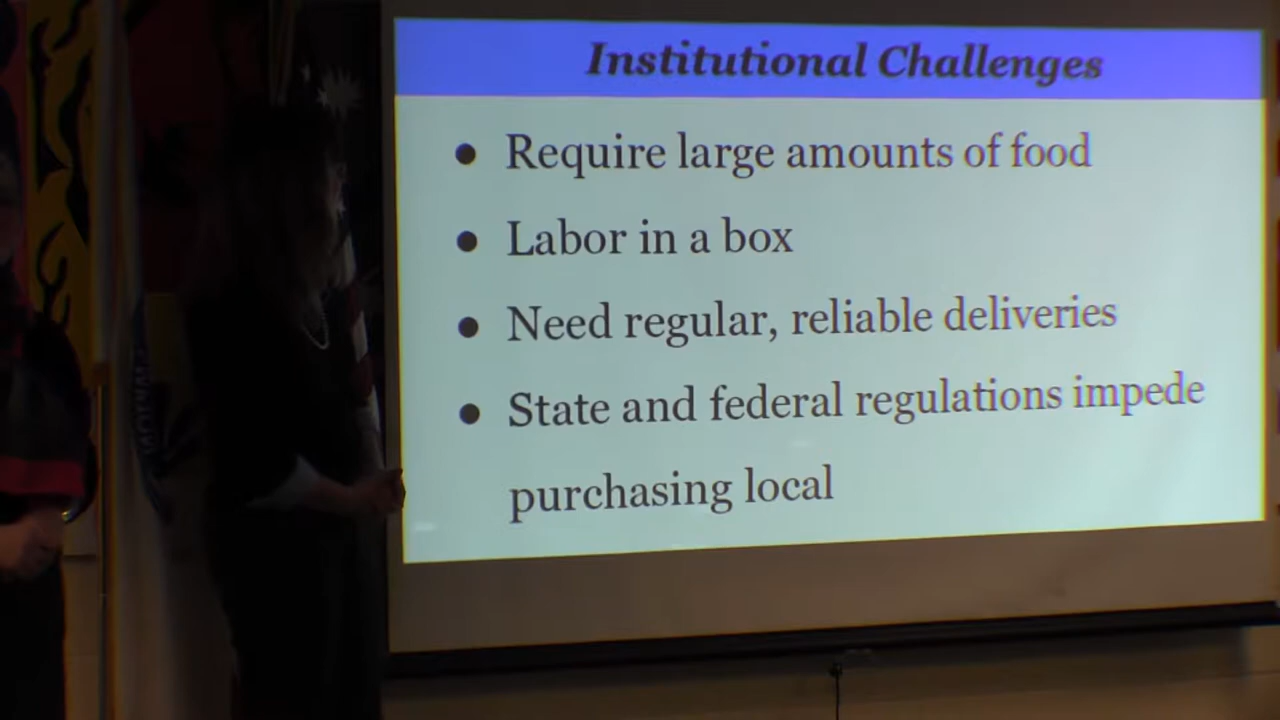 Institutional Challenges
● Require large amounts of food
● Labor in a box
● Need regular, reliable deliveries
● State and federal regulations impede
purchasing local